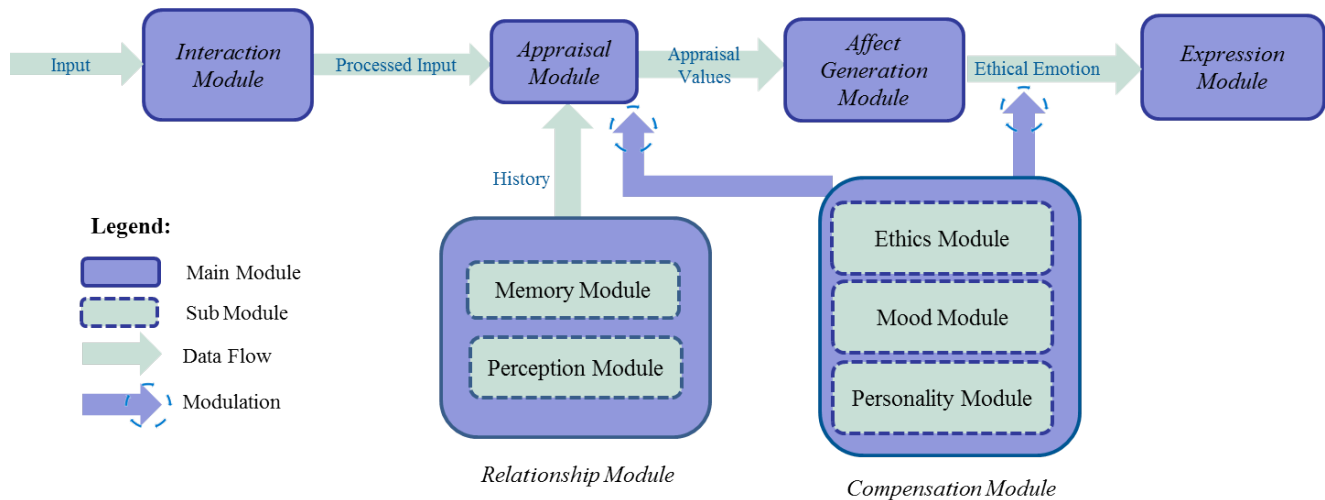 Input
Interaction
Module
Processed Input
Appraisal
Module
Appraisal
Values
Affect
Generation
Module
Ethical Emotion
Expression
Module
History
Legend:
Main Module
Sub Module
Data Flow
Modulation
Memory Module
Perception Module
Relationship Module
Ethics Module
Mood Module
Personality Module
Compensation Module